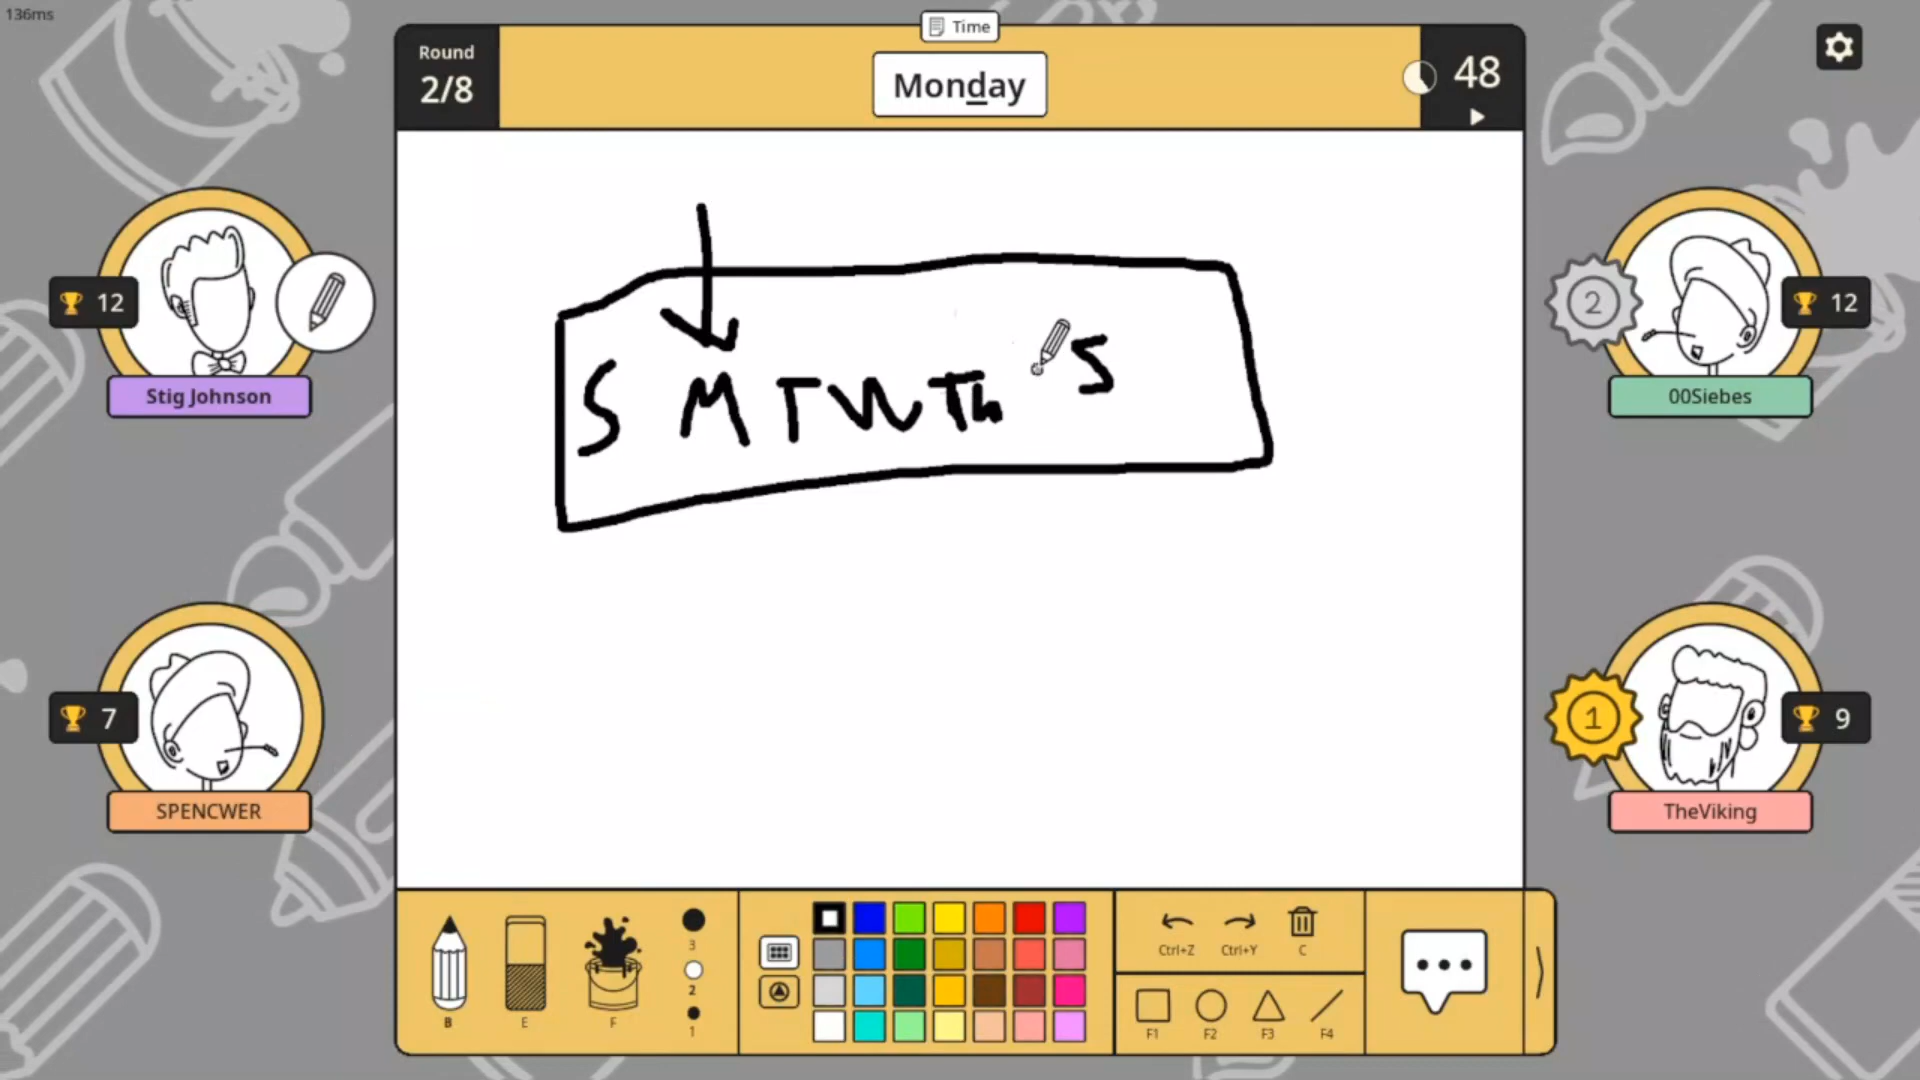 136ms
Time
Round
2/8
Monday
48
S M T W Th S
12
Stig Johnson
2
12
00Siebes
7
SPENCWER
1
9
TheViking
3
2
1
B
E
F
Ctrl+Z
Ctrl+Y
C
F1
F2
F3
F4